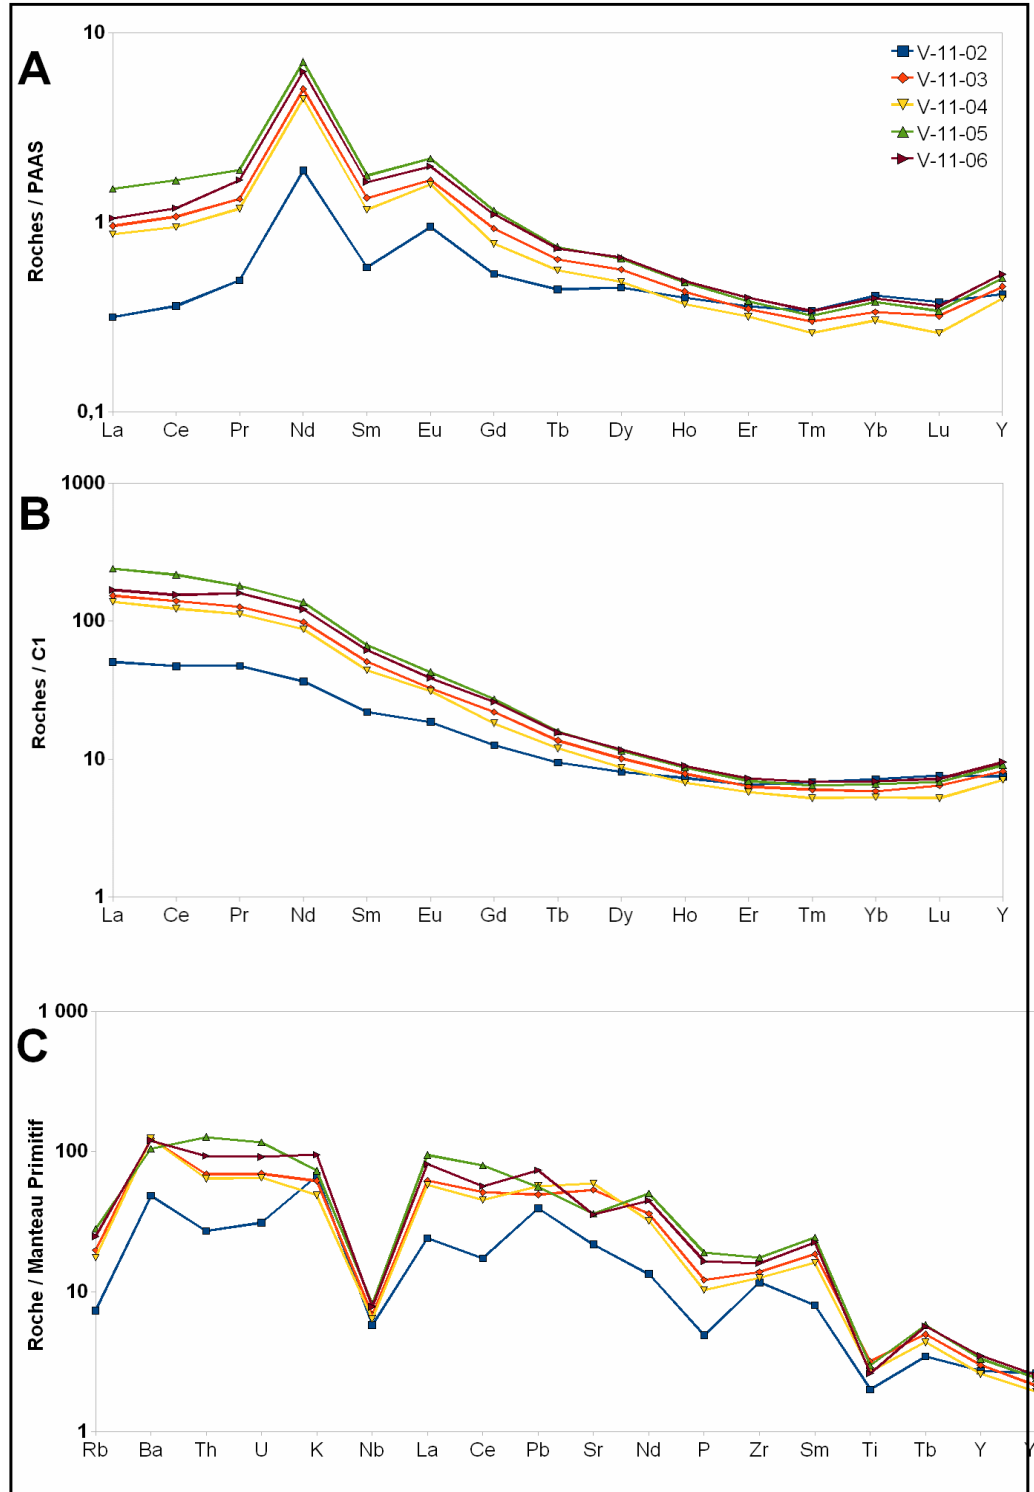 A
Roches / PAAS
10
1
0,1
V-11-02
V-11-03
V-11-04
V-11-05
V-11-06
La Ce Pr Nd Sm Eu Gd Tb Dy Ho Er Tm Yb Lu Y
B
Roches / C1
1000
100
10
1
La Ce Pr Nd Sm Eu Gd Tb Dy Ho Er Tm Yb Lu Y
C
Roche / Manteau Primitif
1 000
100
10
1
Rb Ba Th U K Nb La Ce Pb Sr Nd P Zr Sm Ti Tb Y Y